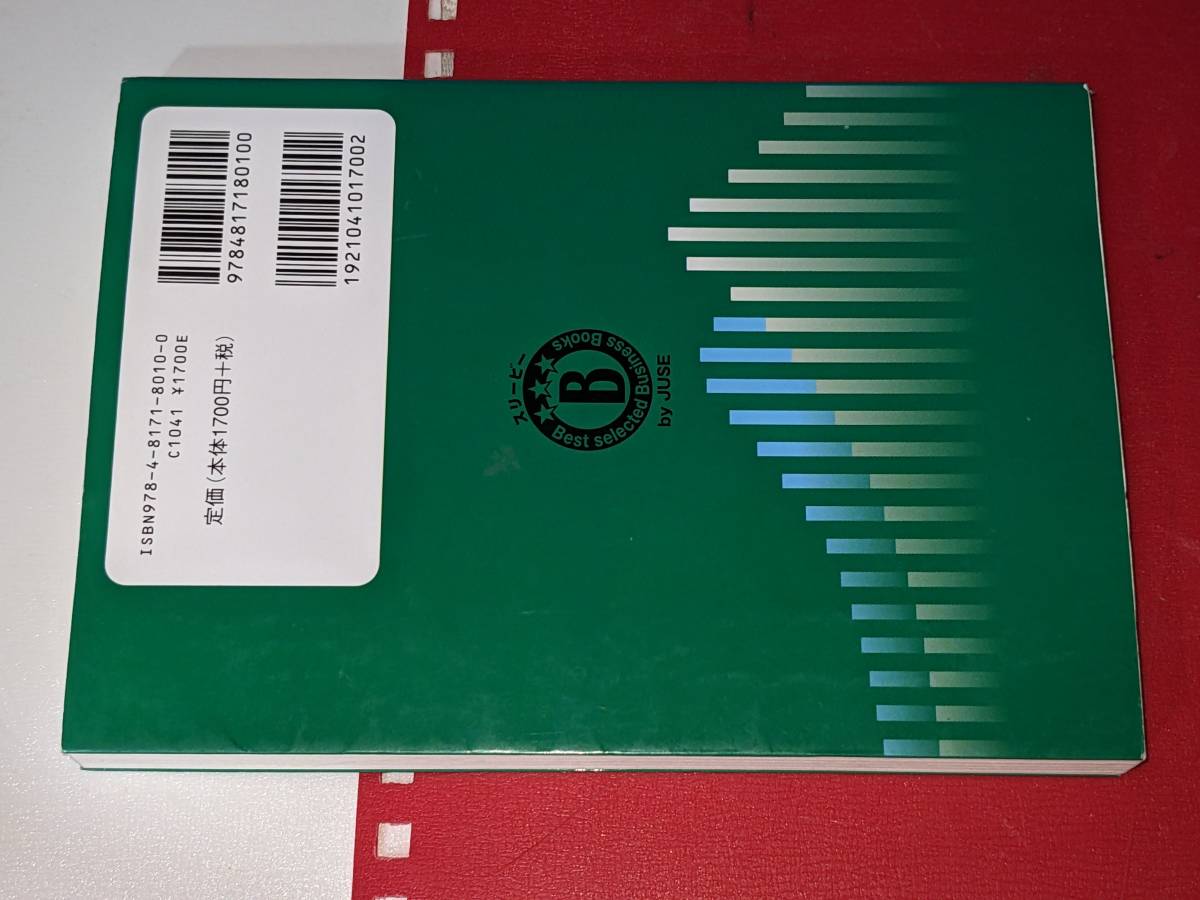 9784817180100
1921041017002
ISBN978-4-8171-8010-0
C1041 ¥1700E
定価(本体1700円+税)
スリービー
B
Best selected Business Books
by JUSE